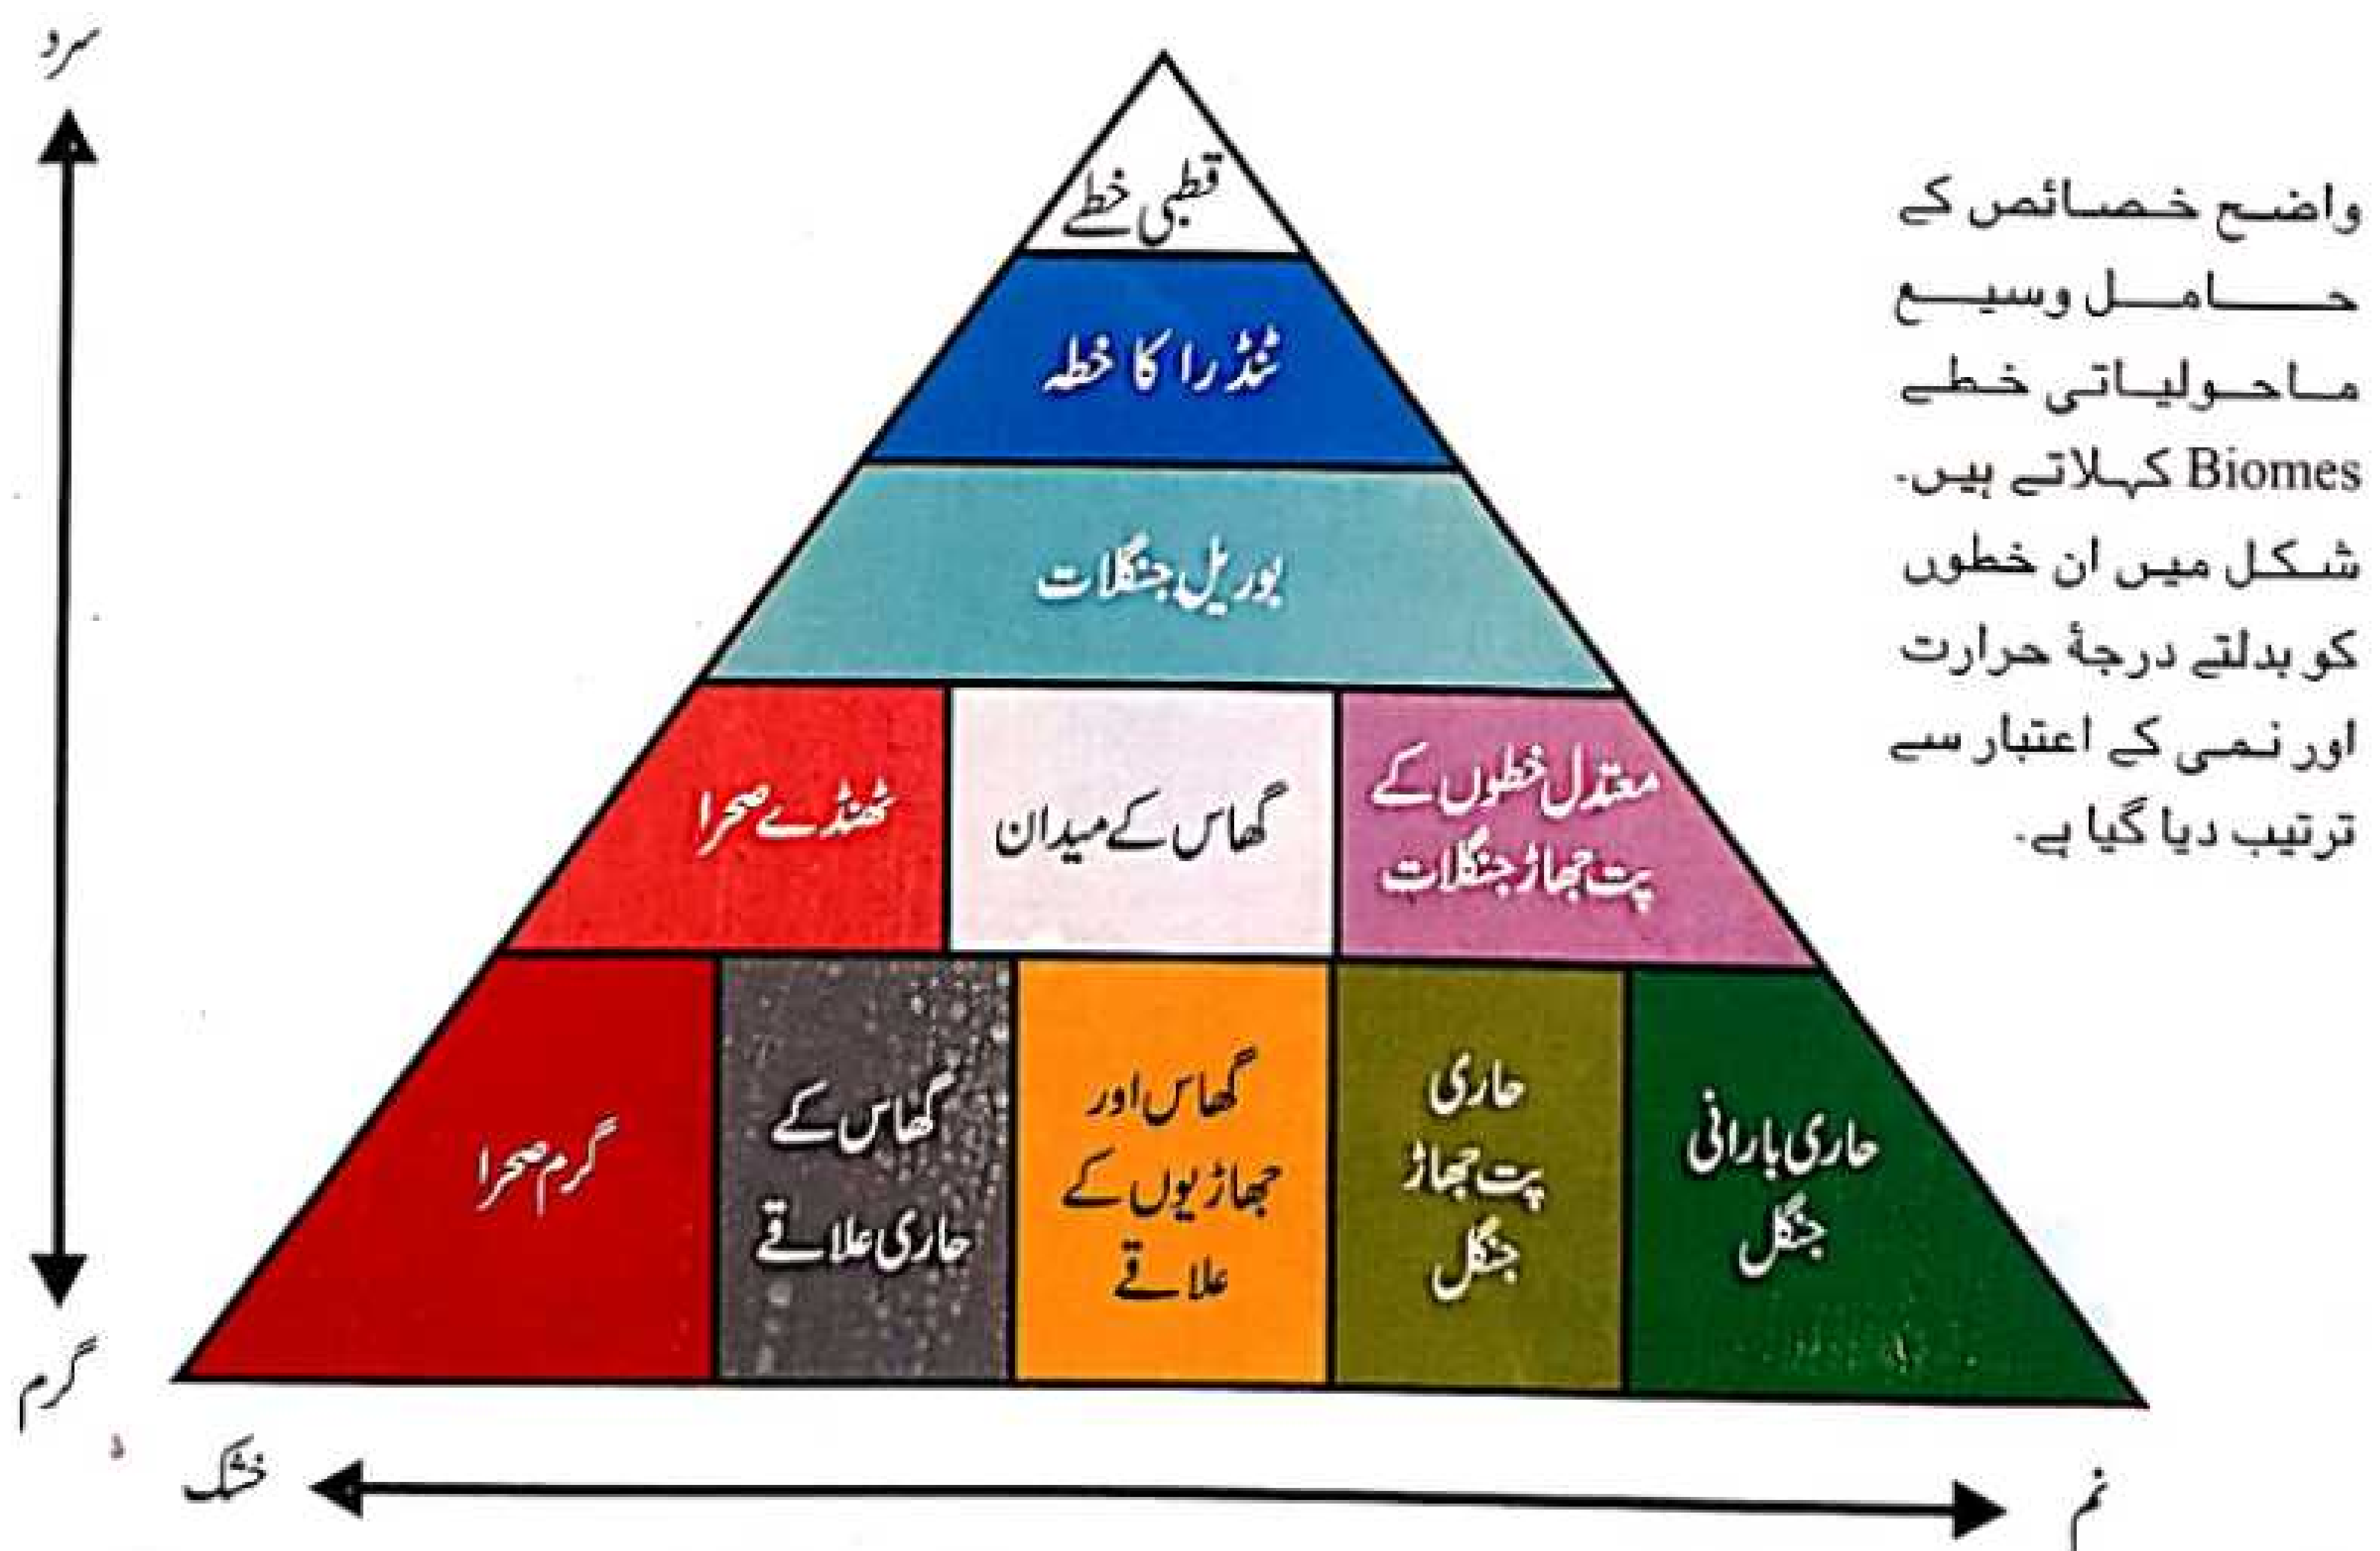 سرد
قطبی خطے
ٹنڈرا کا خطہ
بوریل جنگلات
معتدل خطوں کے
پت جھاڑ جنگلات
گھاس کے میدان
ٹھنڈے صحرا
حاری بارانی
جنگل
حاری
پت جھاڑ
جنگل
گھاس اور
جھاڑیوں کے
علاقے
گھاس کے
حاری علاقے
گرم صحرا
گرم
نم
خشک
واضح خصائص کے
حامل وسیع
ماحولیاتی خطے
Biomes کہلاتے ہیں۔
شکل میں ان خطوں
کو بدلتے درجۂ حرارت
اور نمی کے اعتبار سے
ترتیب دیا گیا ہے۔